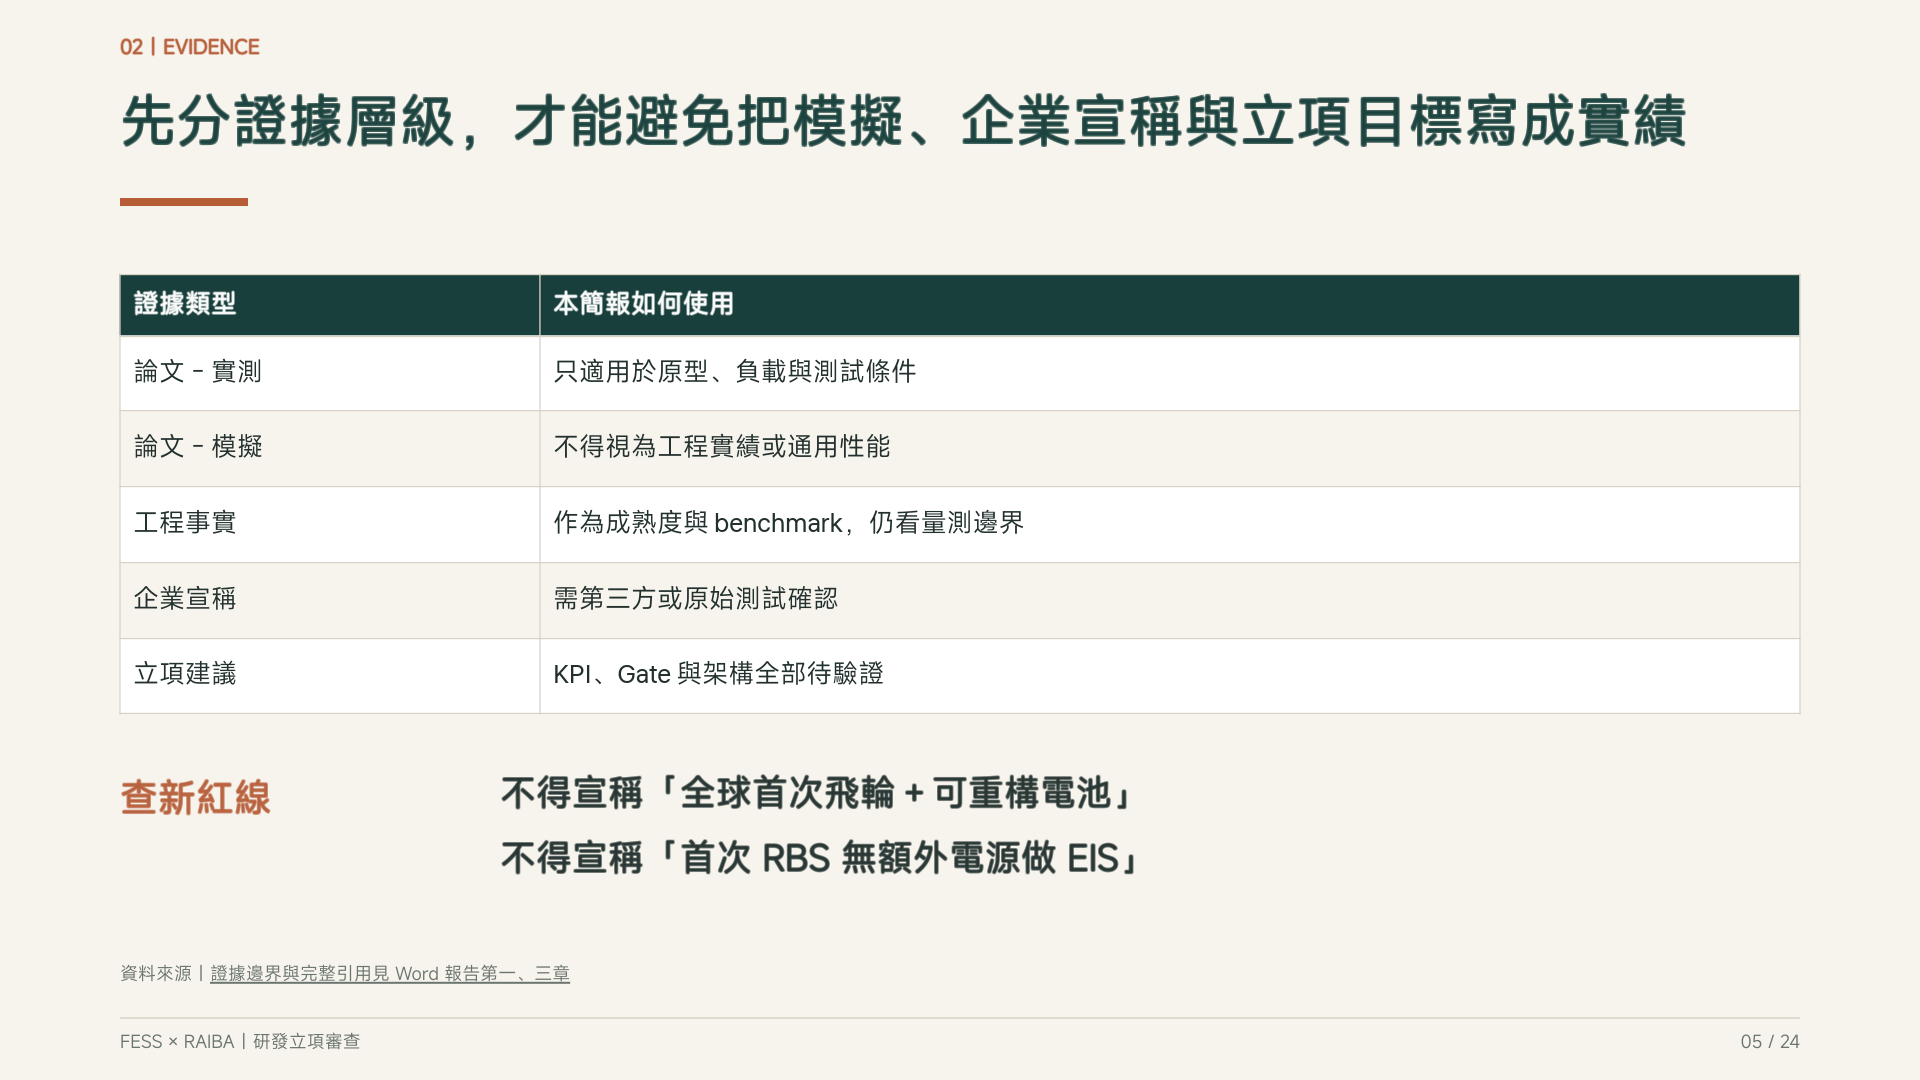 02｜EVIDENCE
先分證據層級，才能避免把模擬、企業宣稱與立項目標寫成實績
證據類型
本簡報如何使用
論文－實測
只適用於原型、負載與測試條件
論文－模擬
不得視為工程實績或通用性能
工程事實
作為成熟度與 benchmark，仍看量測邊界
企業宣稱
需第三方或原始測試確認
立項建議
KPI、Gate 與架構全部待驗證
查新紅線
不得宣稱「全球首次飛輪 + 可重構電池」
不得宣稱「首次 RBS 無額外電源做 EIS」
資料來源｜證據邊界與完整引用見 Word 報告第一、三章
FESS × RAIBA｜研發立項審查
05 / 24